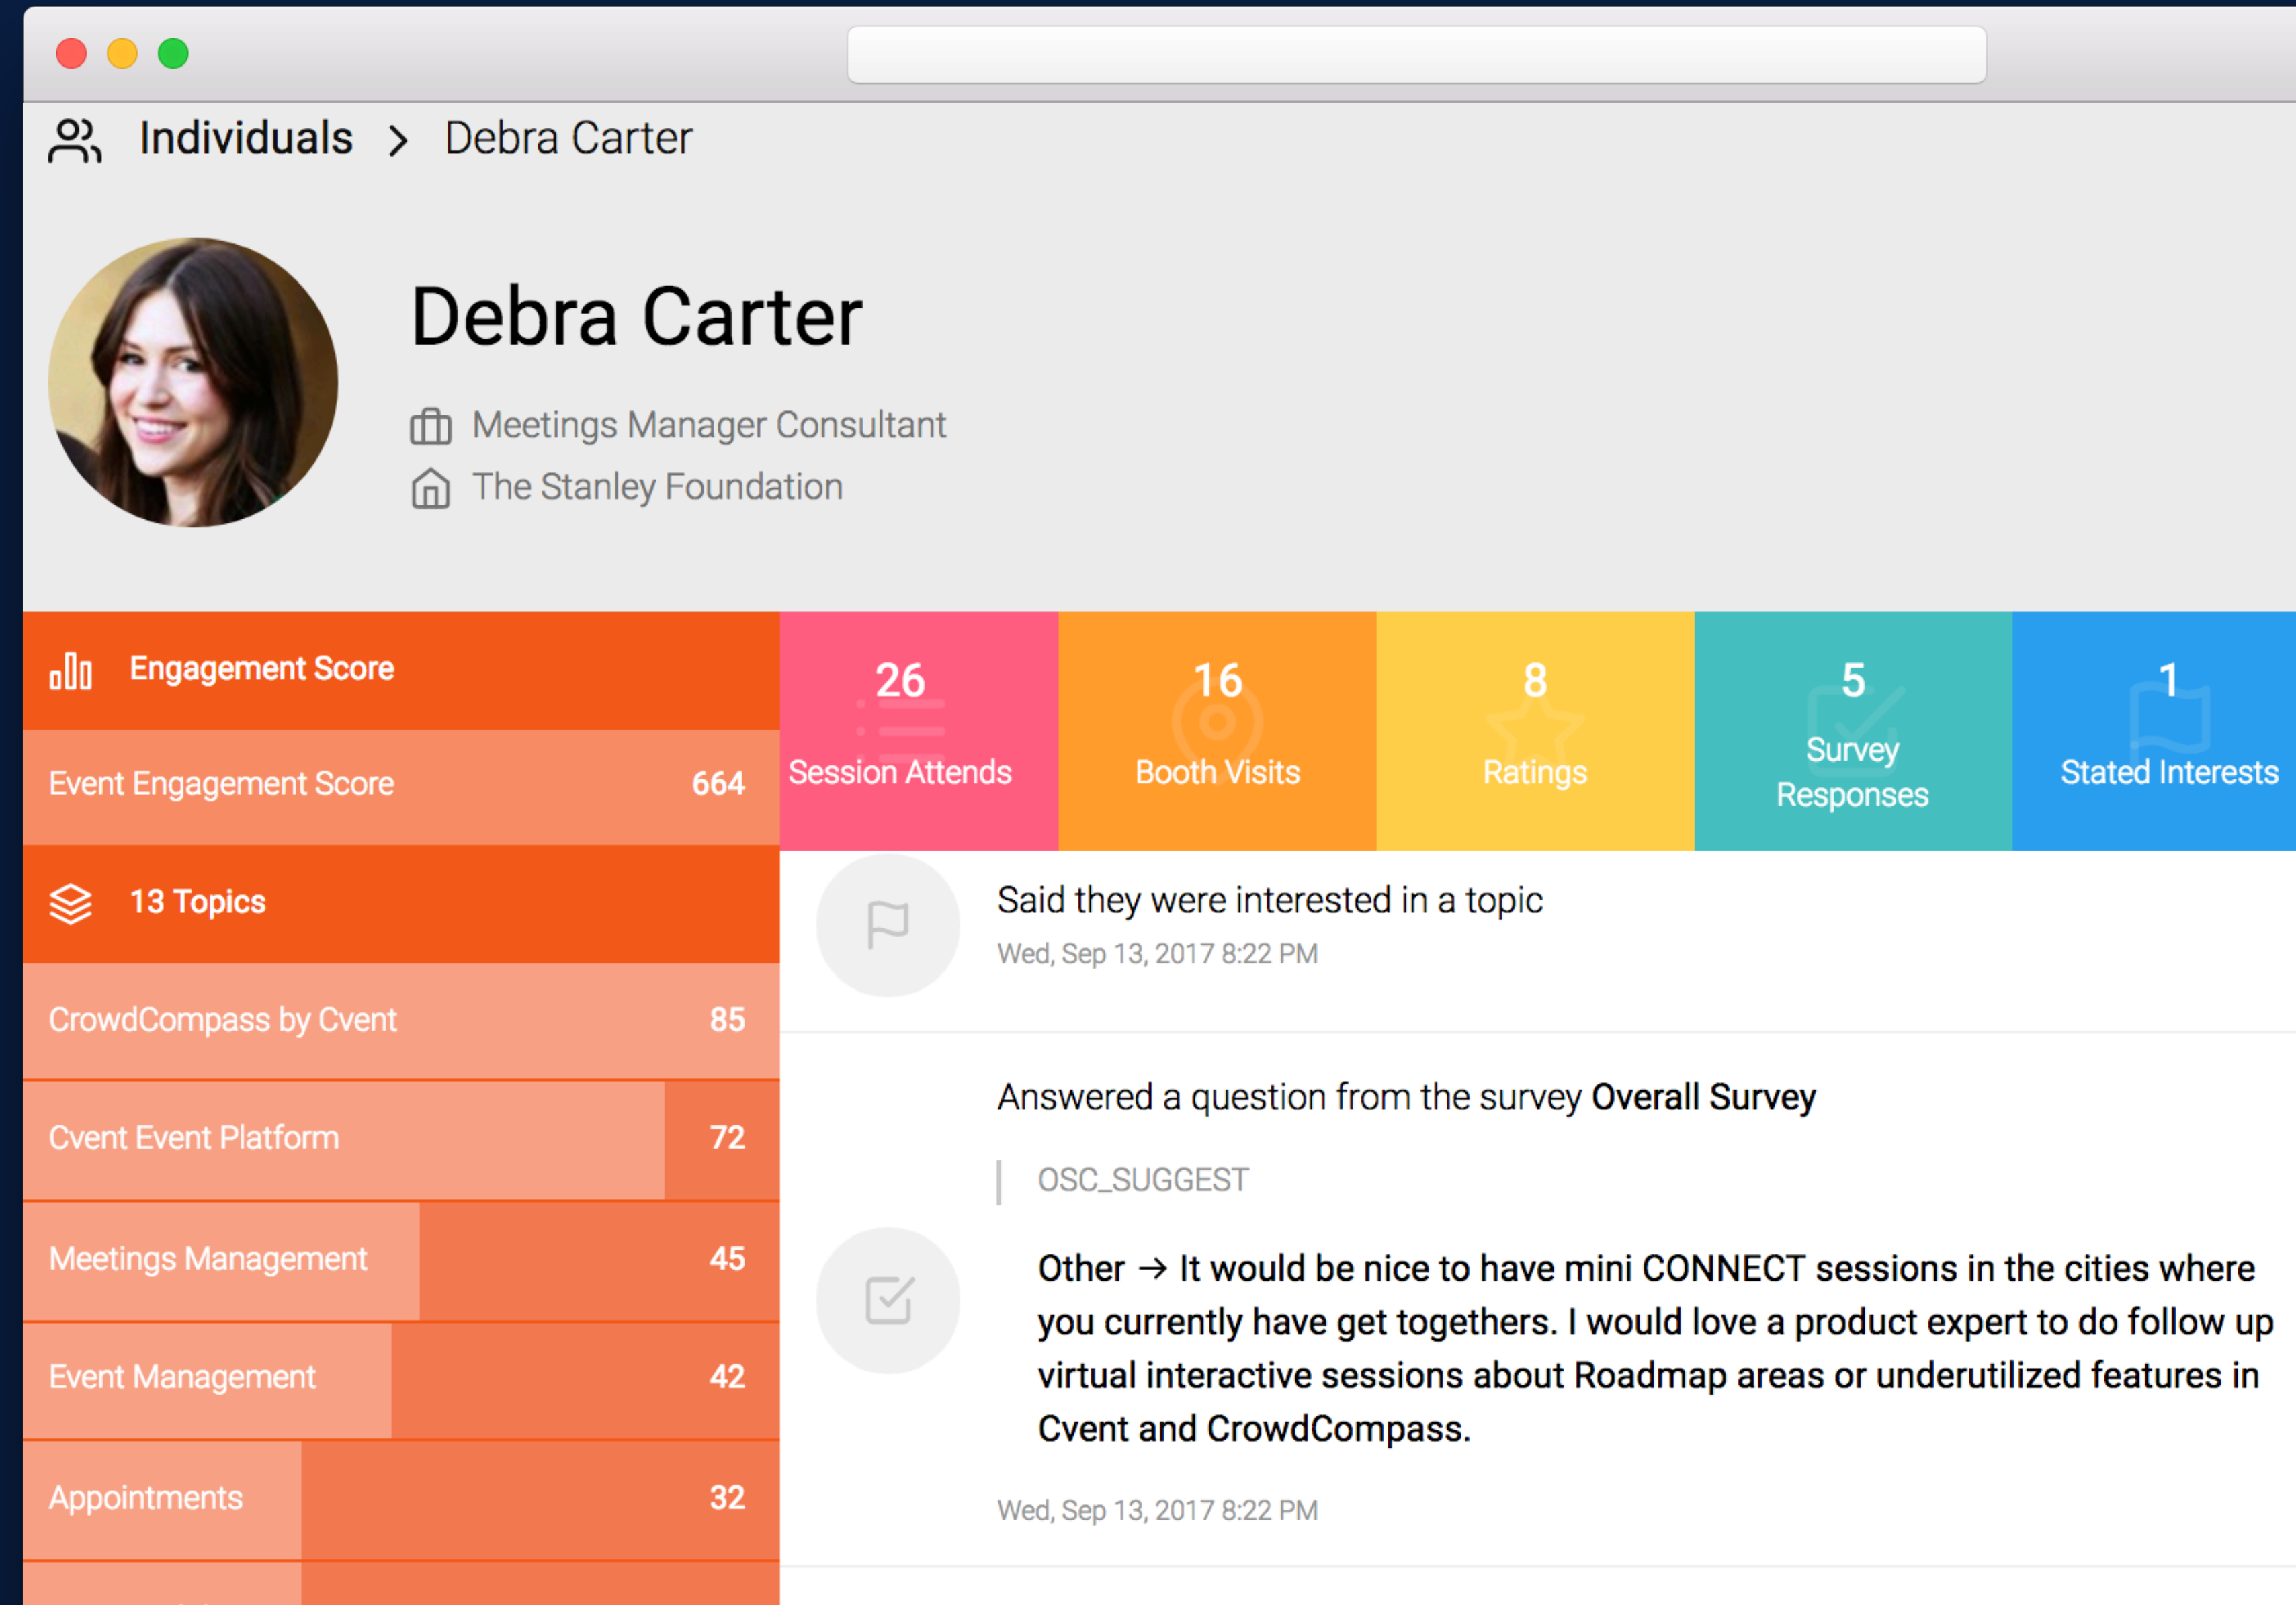 Individuals > Debra Carter
Debra Carter
Meetings Manager Consultant
The Stanley Foundation
Engagement Score
Event Engagement Score 664
13 Topics
CrowdCompass by Cvent 85
Cvent Event Platform 72
Meetings Management 45
Event Management 42
Appointments 32
26
Session Attends
16
Booth Visits
8
Ratings
5
Survey
Responses
1
Stated Interests
Said they were interested in a topic
Wed, Sep 13, 2017 8:22 PM
Answered a question from the survey Overall Survey
OSC_SUGGEST
Other → It would be nice to have mini CONNECT sessions in the cities where
you currently have get togethers. I would love a product expert to do follow up
virtual interactive sessions about Roadmap areas or underutilized features in
Cvent and CrowdCompass.
Wed, Sep 13, 2017 8:22 PM